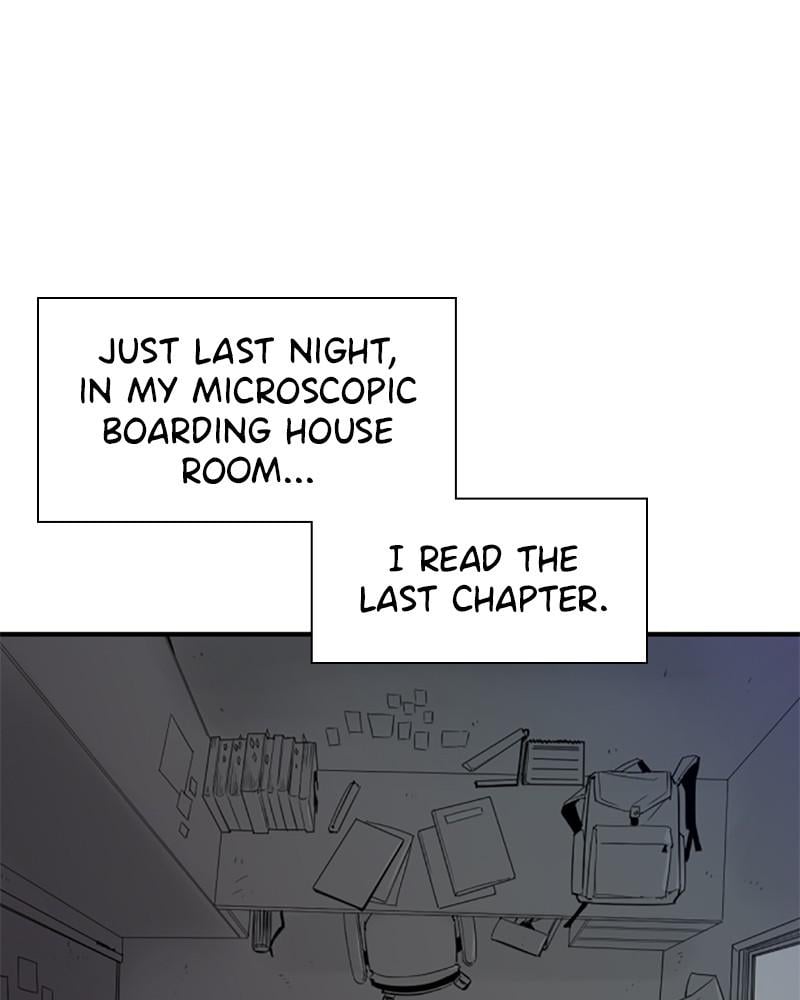 JUST LAST NIGHT,
IN MY MICROSCOPIC
BOARDING HOUSE
ROOM...
I READ THE
LAST CHAPTER.